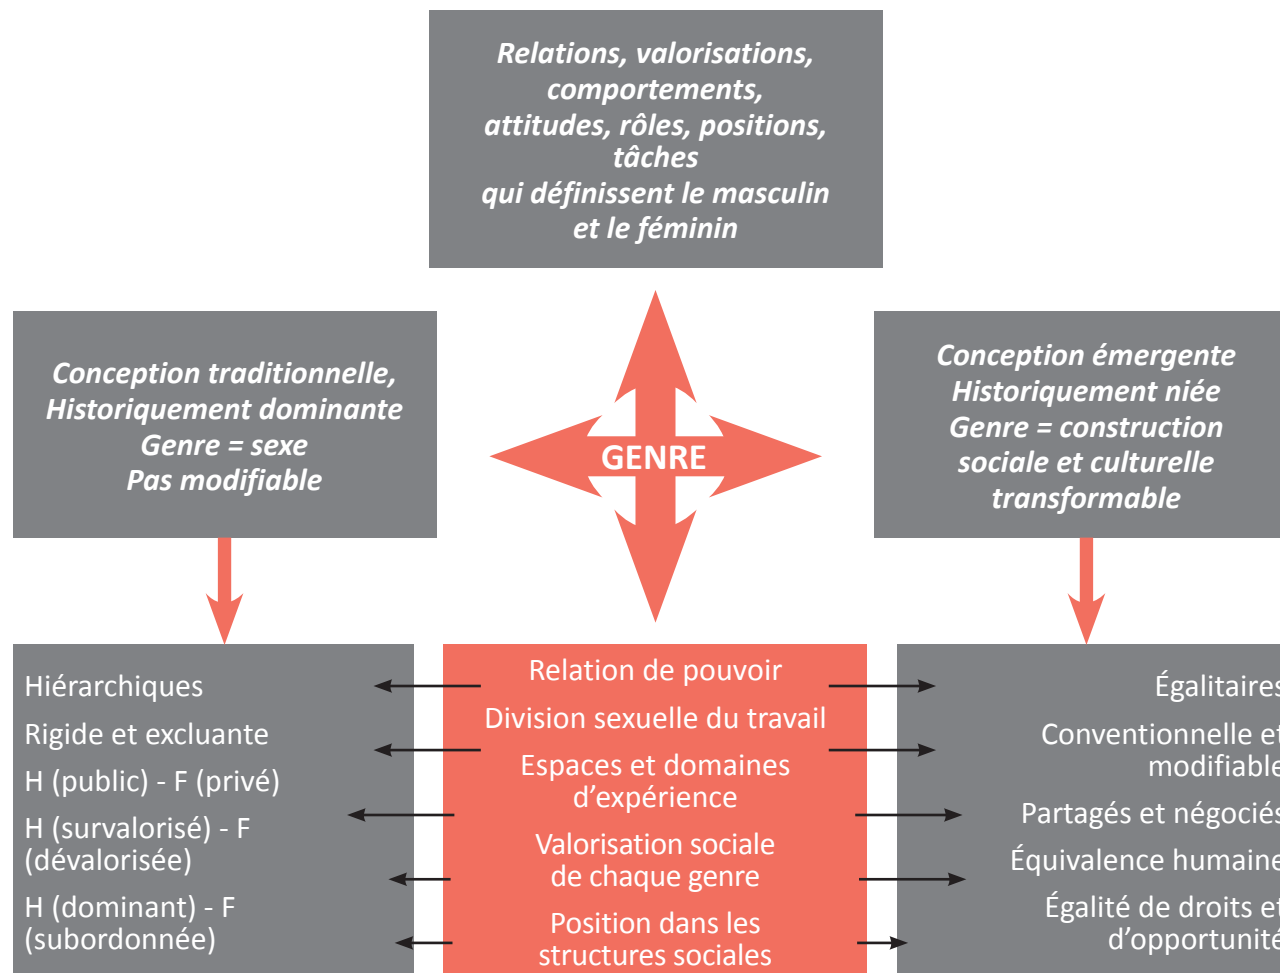 Relations, valorisations,
comportements,
attitudes, rôles, positions,
tâches
qui définissent le masculin
et le féminin
Conception traditionnelle,
Historiquement dominante
Genre = sexe
Pas modifiable
GENRE
Conception émergente
Historiquement niée
Genre = construction
sociale et culturelle
transformable
Hiérarchiques
Rigide et excluante
H (public) - F (privé)
H (survalorisé) - F
(dévalorisée)
H (dominant) - F
(subordonnée)
Relation de pouvoir
Division sexuelle du travail
Espaces et domaines
d’expérience
Valorisation sociale
de chaque genre
Position dans les
structures sociales
Égalitaires
Conventionnelle et
modifiable
Partagés et négociés
Équivalence humaine
Égalité de droits et
d’opportunité